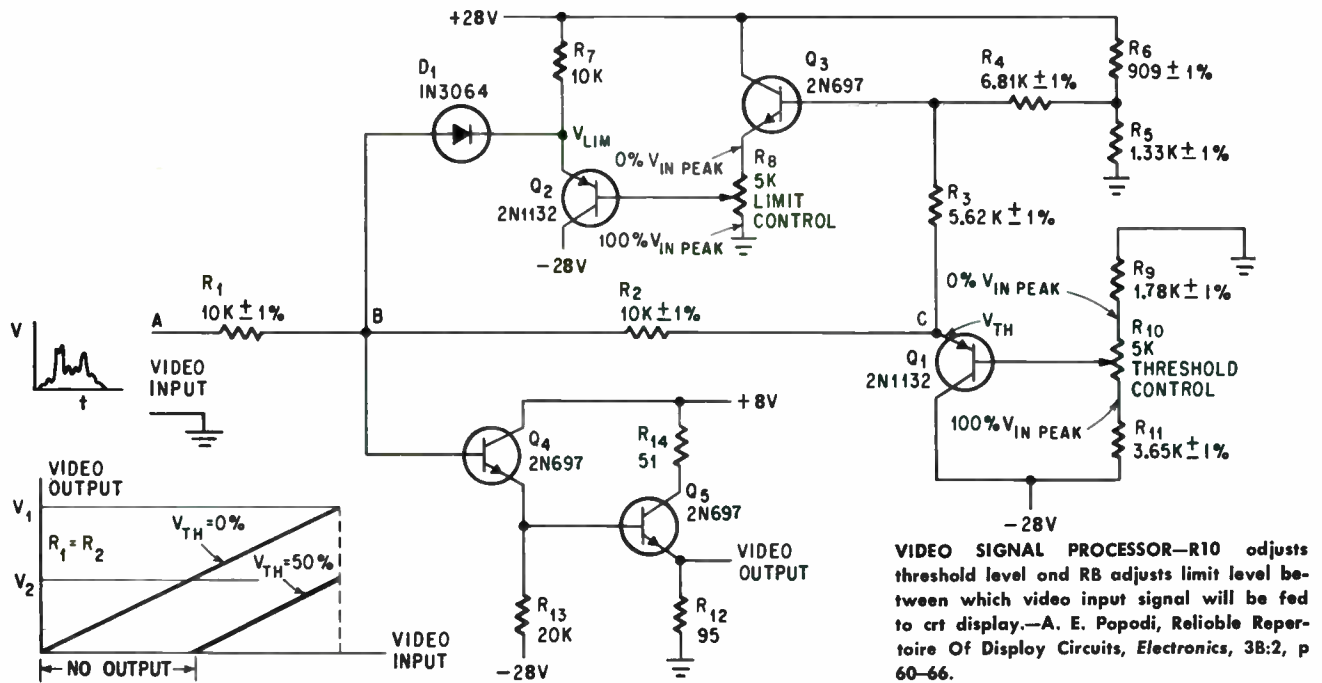 +28V
R7
10K
D1
IN3064
VLIM
Q3
2N697
R4
6.81K ± 1%
R6
909 ± 1%
R5
1.33K ± 1%
0% VIN PEAK
R8
5K
LIMIT
CONTROL
Q2
2N1132
100% VIN PEAK
-28V
R3
5.62K ± 1%
R1
10K ± 1%
R2
10K ± 1%
0% VIN PEAK
R9
1.78K ± 1%
V
A
B
C
VTH
R10
5K
THRESHOLD
CONTROL
Q1
2N1132
VIDEO
INPUT
t
100% VIN PEAK
R11
3.65K ± 1%
-28V
+8V
Q4
2N697
R14
51
Q5
2N697
VIDEO
OUTPUT
R13
20K
R12
95
-28V
VIDEO
OUTPUT
V1
VTH=0%
R1 = R2
VTH=50%
V2
VIDEO
INPUT
NO OUTPUT
VIDEO SIGNAL PROCESSOR—R10 adjusts
threshold level ond RB adjusts limit level be-
tween which video input signal will be fed
to crt display.—A. E. Popodi, Relioble Reper-
toire Of Disploy Circuits, Electronics, 3B:2, p
60–66.